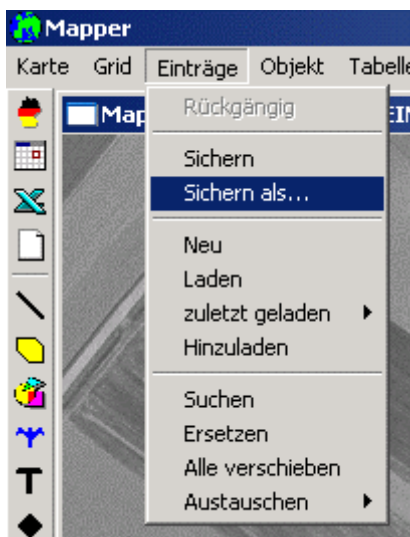 Mapper
Karte Grid Einträge Objekt Tabelle
Rückgängig
Sichern
Sichern als...
Neu
Laden
zuletzt geladen
Hinzuladen
Suchen
Ersetzen
Alle verschieben
Austauschen
T